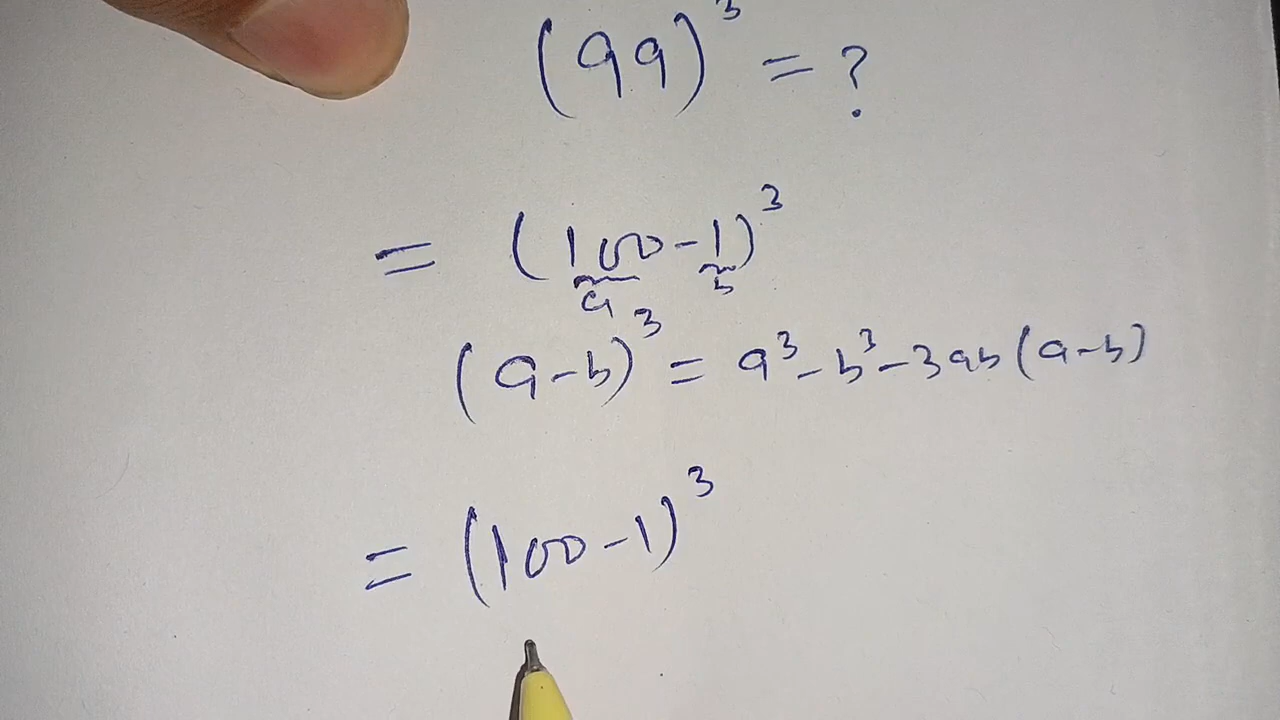 (99)³ = ?
= (100 - 1)³
a b
(a - b)³ = a³ - b³ - 3ab(a - b)
= (100 - 1)³